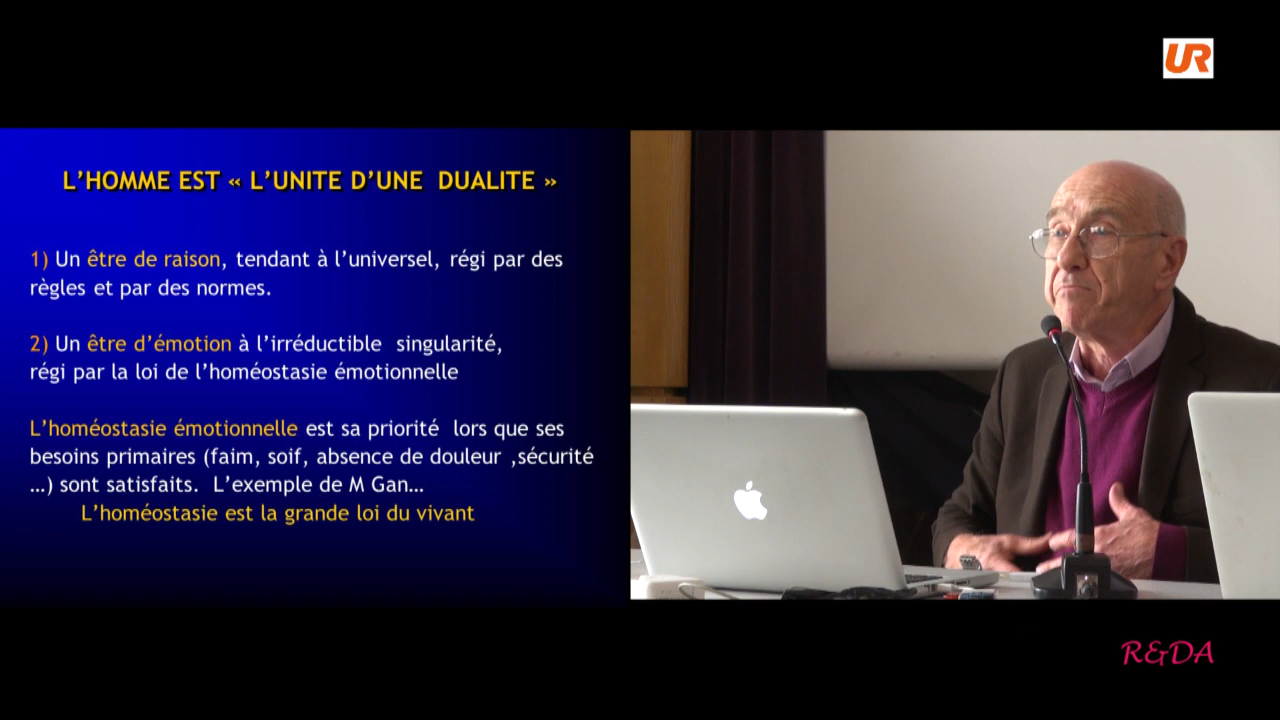 UR
L'HOMME EST « L'UNITE D'UNE  DUALITE »
1) Un être de raison, tendant à l'universel, régi par des
règles et par des normes.
2) Un être d'émotion à l'irréductible  singularité,
régi par la loi de l'homéostasie émotionnelle
L'homéostasie émotionnelle est sa priorité  lors que ses
besoins primaires (faim, soif, absence de douleur ,sécurité
…) sont satisfaits.  L'exemple de M Gan…
L'homéostasie est la grande loi du vivant
R&DA